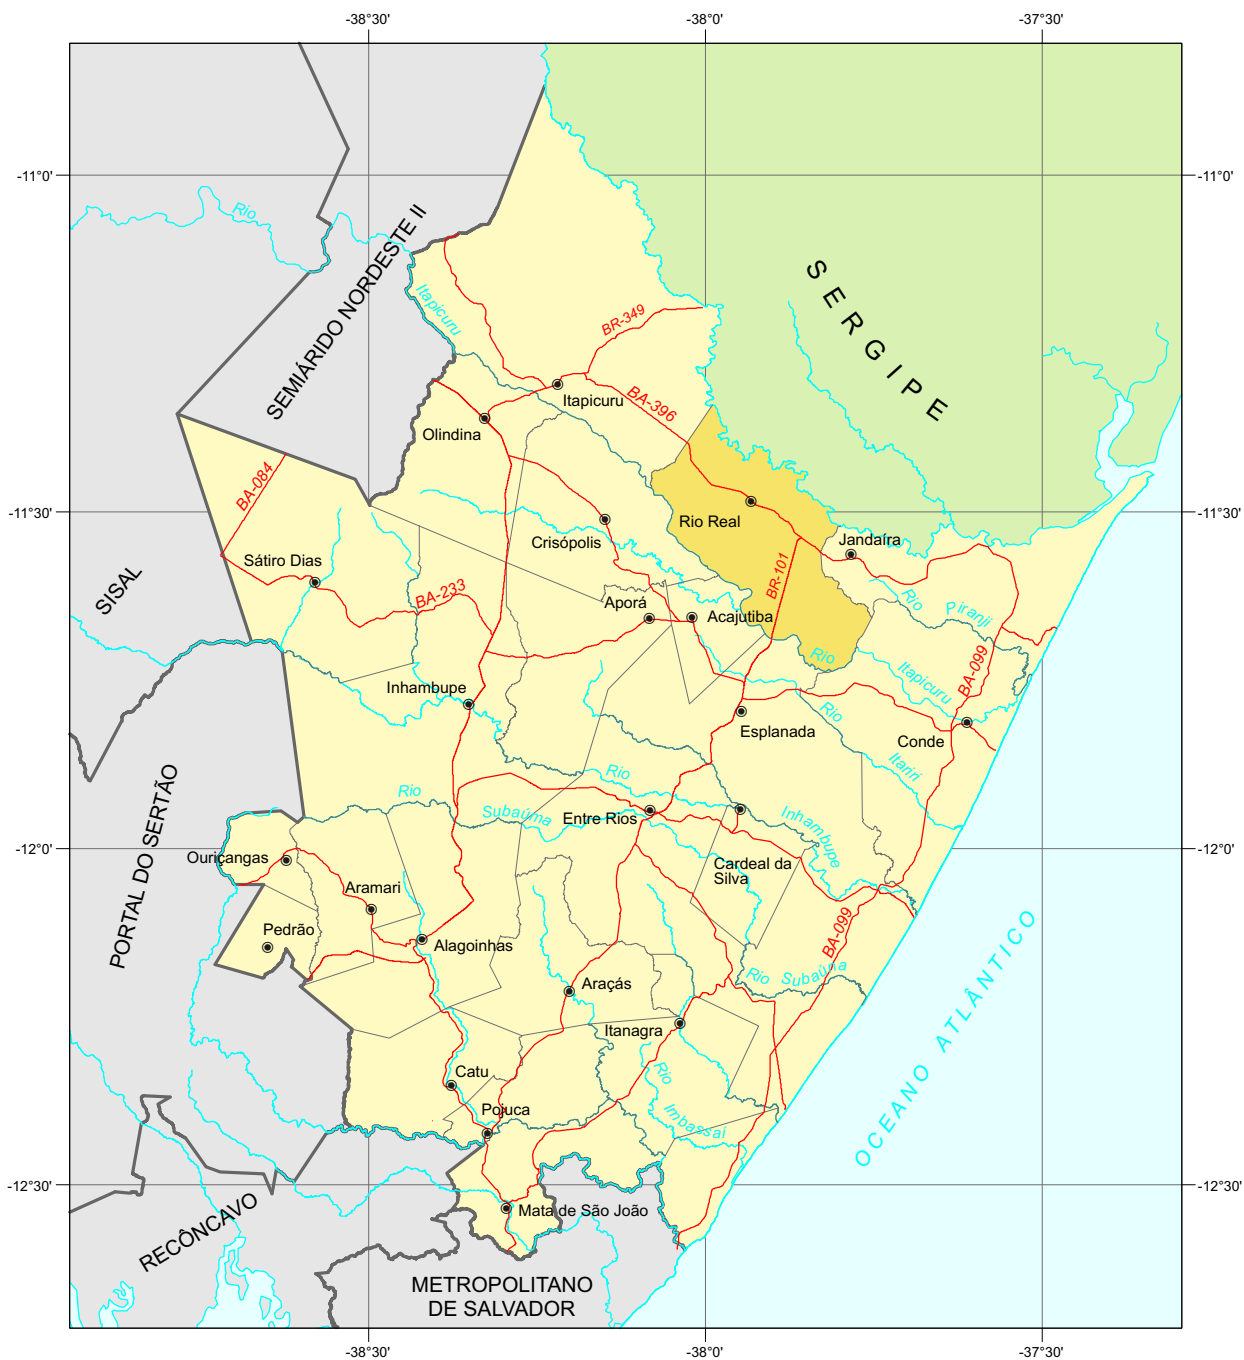 -38°30'
-38°0'
-37°30'
-11°0'
-11°0'
Rio
SEMIÁRIDO NORDESTE II
SERGIPE
Itapicuru
BR-349
Itapicuru
BA-396
Olindina
BA-084
-11°30'
-11°30'
Rio Real
Crisópolis
Jandaíra
Sátiro Dias
BR-101
SISAL
BA-233
Aporá
Acajutiba
Rio
Piranji
Rio
Itapicuru
BA-099
Inhambupe
Rio
Esplanada
Conde
Itariri
Rio
Rio
Subaúma
Entre Rios
Inhambupe
PORTAL DO SERTÃO
-12°0'
-12°0'
Ouriçangas
Cardeal da
Silva
Aramari
Pedrão
Alagoinhas
BA-099
Araçás
Rio
Subaúna
Itanagra
OCEANO ATLÂNTICO
Catu
Rio
Pojuca
Imbassaí
-12°30'
-12°30'
Mata de São João
RECÔNCAVO
METROPOLITANO
DE SALVADOR
-38°30'
-38°0'
-37°30'